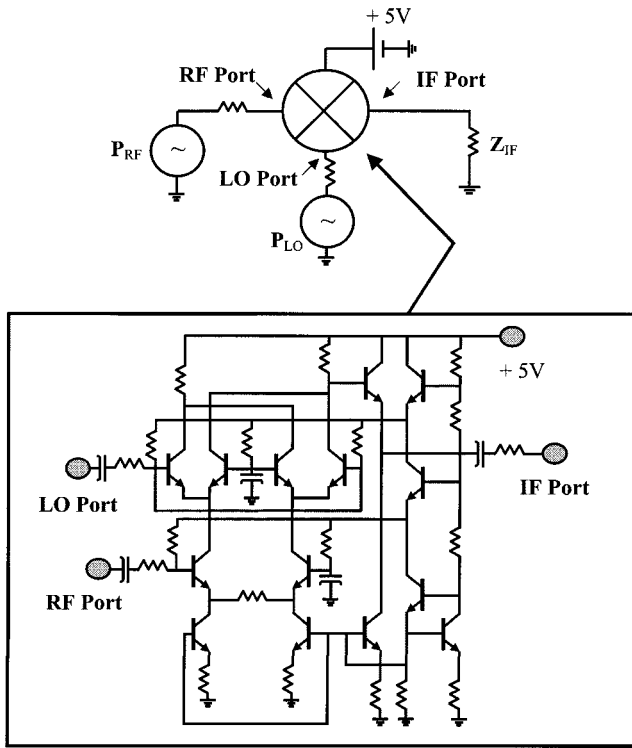 + 5V
RF Port
IF Port
P_RF
~
Z_IF
LO Port
P_LO
~
+ 5V
LO Port
IF Port
RF Port